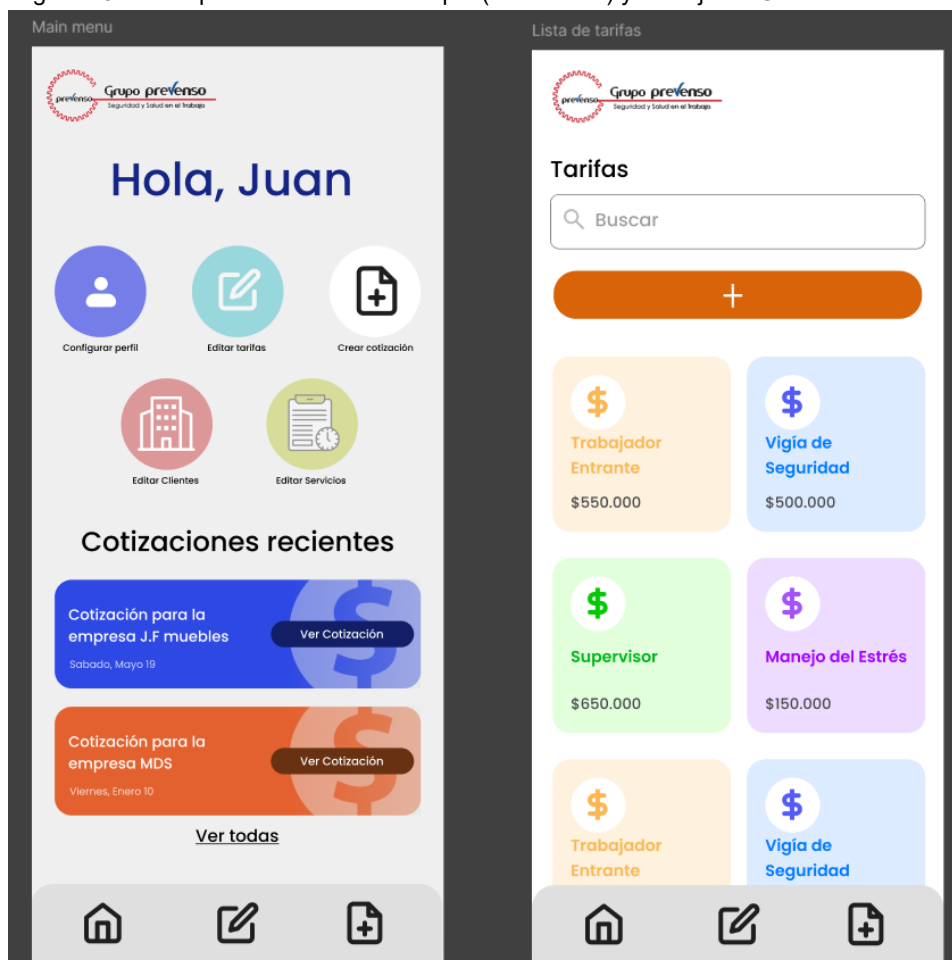 Main menu
prevenso
Grupo prevenso
Seguridad y Salud en el Trabajo
Hola, Juan
Configurar perfil
Editar tarifas
Crear cotización
Editar Clientes
Editar Servicios
Cotizaciones recientes
Cotización para la
empresa J.F muebles
Sabado, Mayo 19
Ver Cotización
Cotización para la
empresa MDS
Viernes, Enero 10
Ver Cotización
Ver todas
Lista de tarifas
prevenso
Grupo prevenso
Seguridad y Salud en el Trabajo
Tarifas
Buscar
+
$
Trabajador
Entrante
$550.000
$
Vigía de
Seguridad
$500.000
$
Supervisor
$650.000
$
Manejo del Estrés
$150.000
$
Trabajador
Entrante
$
Vigía de
Seguridad